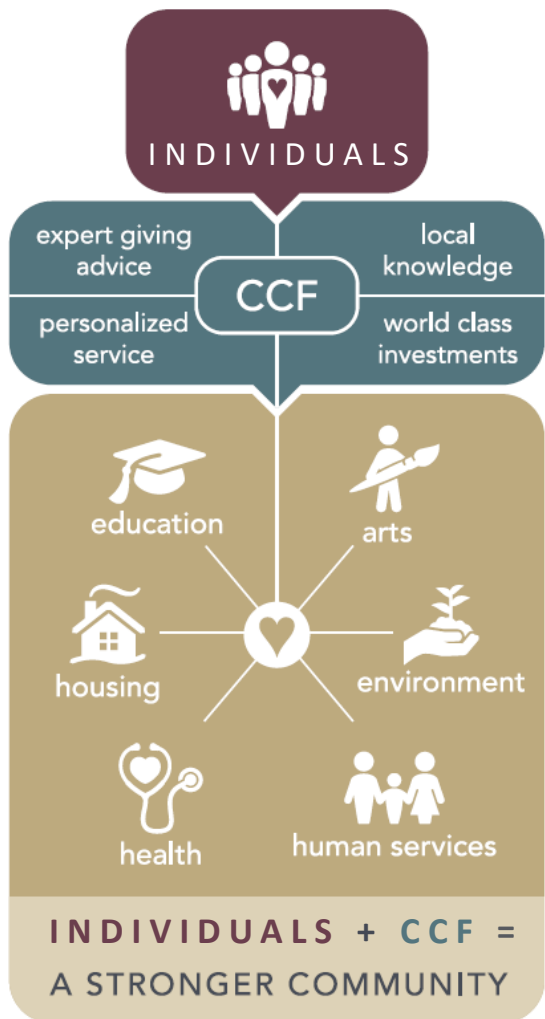 INDIVIDUALS
expert giving
advice
local
knowledge
CCF
personalized
service
world class
investments
education
arts
housing
environment
health
human services
INDIVIDUALS + CCF =
A STRONGER COMMUNITY